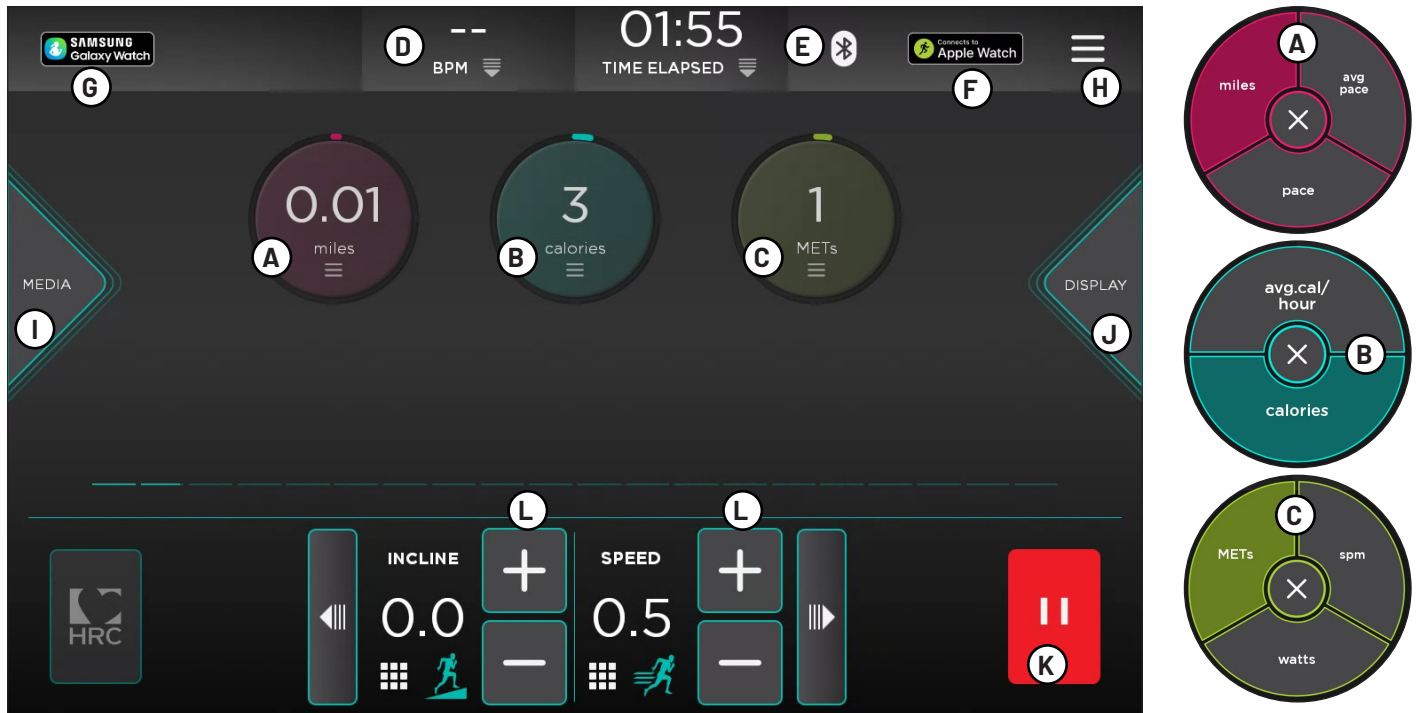 SAMSUNG
Galaxy Watch
G
D
--
BPM
01:55
TIME ELAPSED
E
Connects to
Apple Watch
F
H
0.01
miles
A
3
calories
B
1
METs
C
MEDIA
I
DISPLAY
J
HRC
INCLINE
0.0
L
SPEED
0.5
L
K
A
miles
avg
pace
pace
avg.cal/
hour
B
calories
C
METs
spm
watts